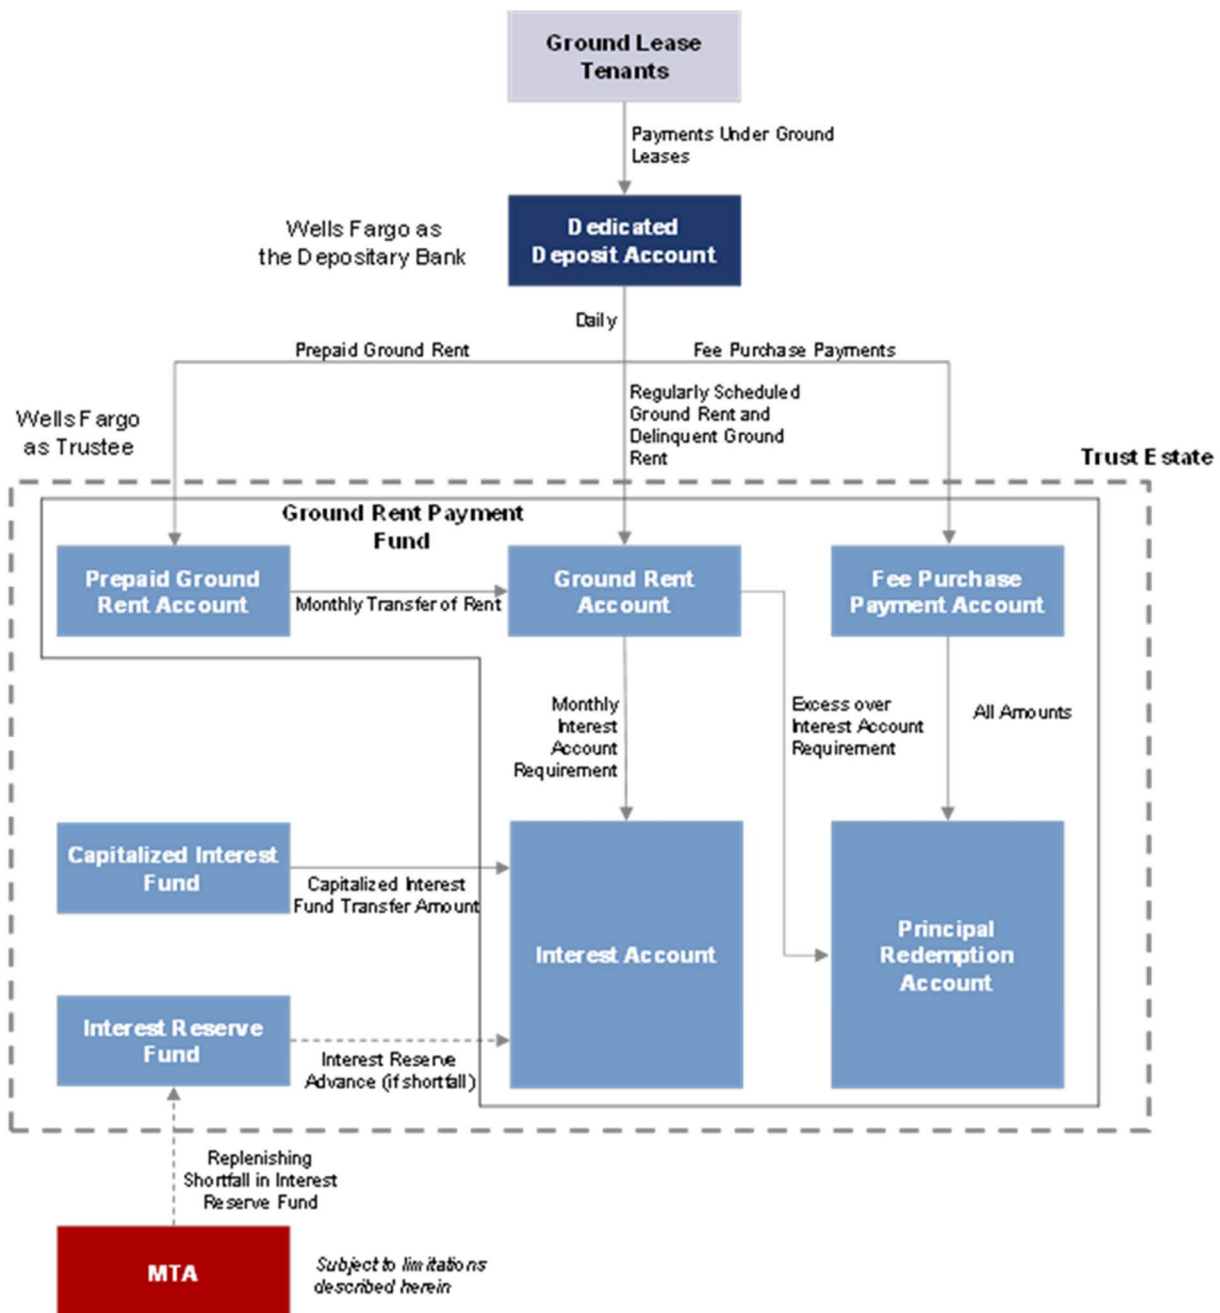 Ground Lease
Tenants
Payments Under Ground
Leases
Wells Fargo as
the Depositary Bank
Dedicated
Deposit Account
Daily
Prepaid Ground Rent
Fee Purchase Payments
Wells Fargo
as Trustee
Regularly Scheduled
Ground Rent and
Delinquent Ground
Rent
Trust Estate
Ground Rent Payment
Fund
Prepaid Ground
Rent Account
Monthly Transfer of Rent
Ground Rent
Account
Fee Purchase
Payment Account
Monthly
Interest
Account
Requirement
Excess over
Interest Account
Requirement
All Amounts
Capitalized Interest
Fund
Capitalized Interest
Fund Transfer Amount
Interest Account
Principal
Redemption
Account
Interest Reserve
Fund
Interest Reserve
Advance (if shortfall)
Replenishing
Shortfall in Interest
Reserve Fund
MTA
Subject to limitations
described herein